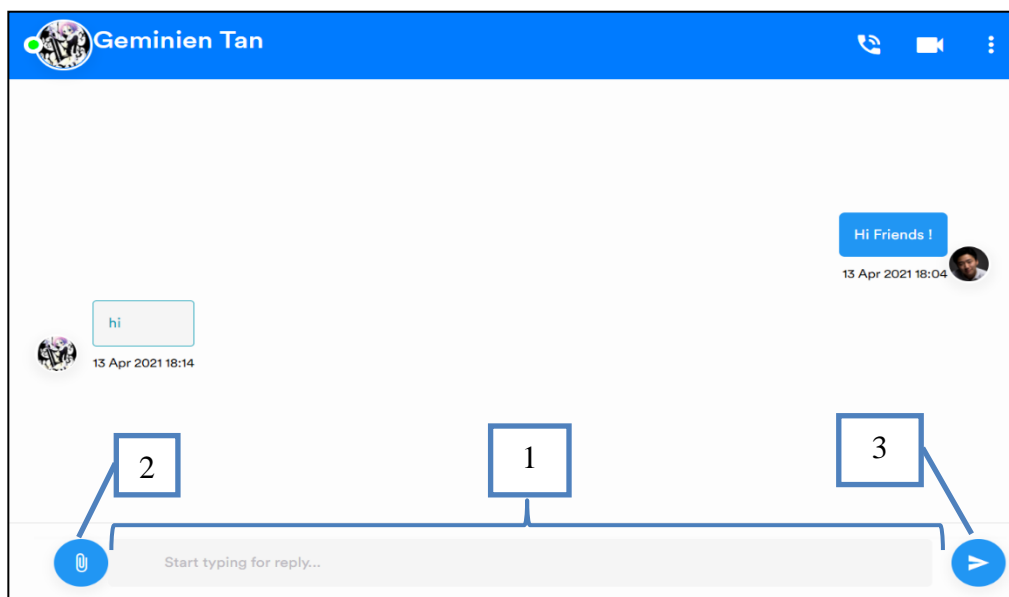 Geminien Tan
Hi Friends !
13 Apr 2021 18:04
hi
13 Apr 2021 18:14
2
1
3
Start typing for reply...